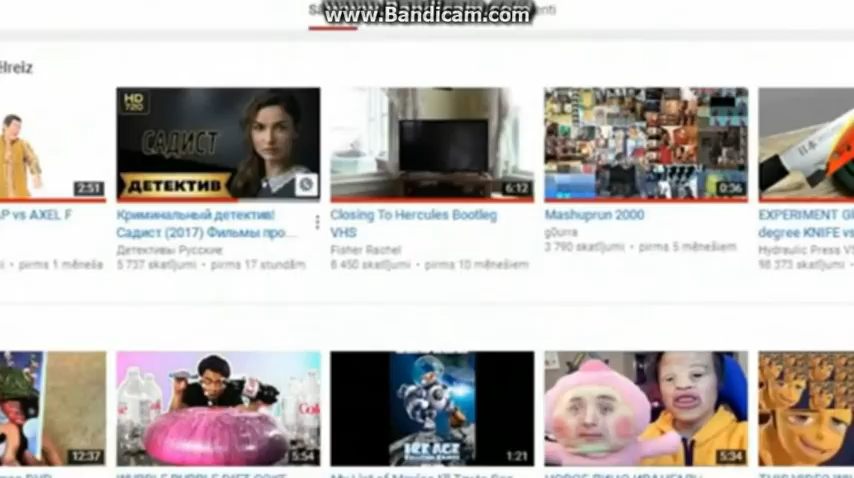 www.Bandicam.com
ēlreiz
HD
720
САДИСТ
ДЕТЕКТИВ
2:51
6:12
0:36
vs AXEL F
Криминальный детектив!
Садист (2017) Фильмы про...
Closing To Hercules Bootleg
VHS
Mashuprun 2000
EXPERIMENT
degree KNIFE vs
Детективы Русские
Fisher Rachel
g0urra
Hydraulic Press
pirms 1 mēneša
5 737 skatījumi • pirms 17 stundām
6 450 skatījumi • pirms 10 mēnešiem
3 790 skatījumi • pirms 5 mēnešiem
98 373 skatījumi
ICE AGE
12:37
5:54
1:21
5:34